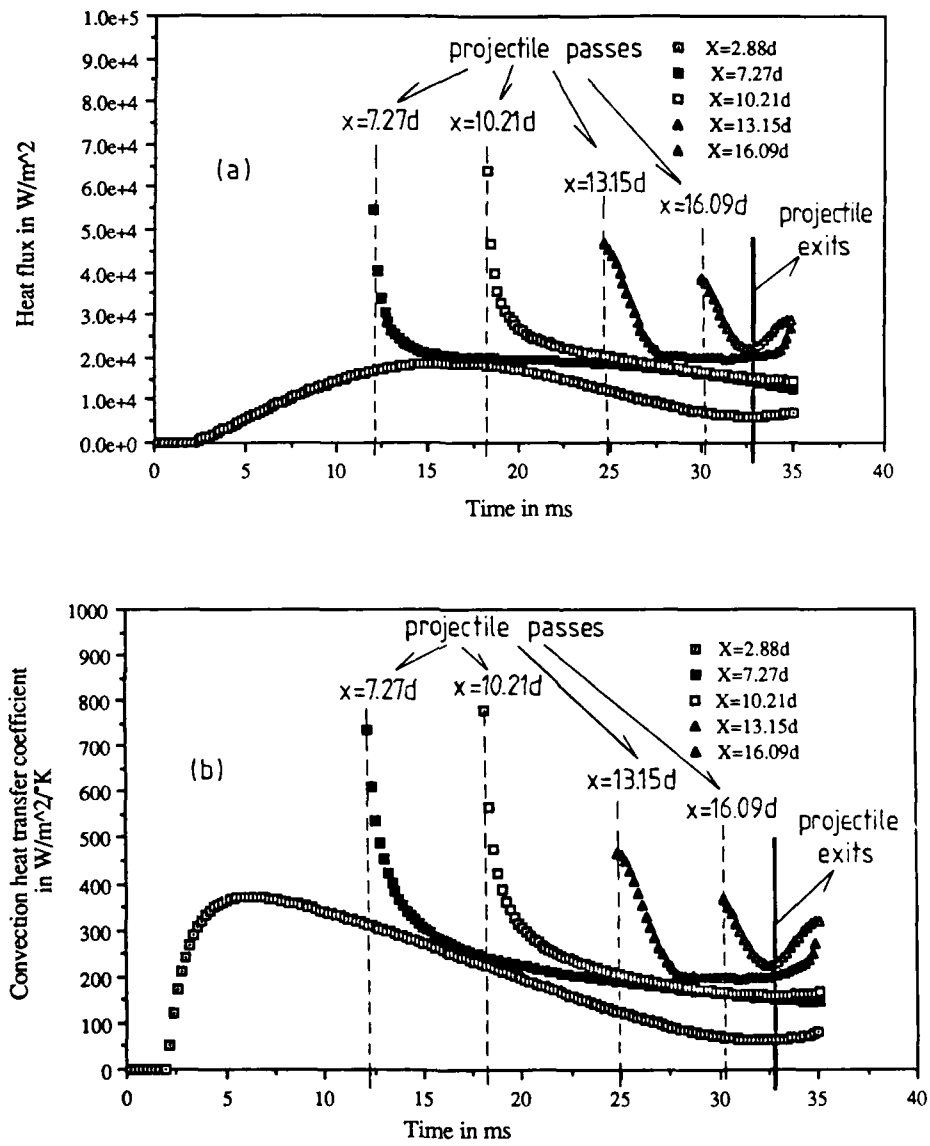 1.0e+5
9.0e+4
8.0e+4
7.0e+4
6.0e+4
5.0e+4
4.0e+4
3.0e+4
2.0e+4
1.0e+4
0.0e+0
Heat flux in W/m^2
(a)
projectile passes
x=7.27d
x=10.21d
x=13.15d
x=16.09d
projectile
exits
X=2.88d
X=7.27d
X=10.21d
X=13.15d
X=16.09d
0 5 10 15 20 25 30 35 40
Time in ms
1000
900
800
700
600
500
400
300
200
100
0
Convection heat transfer coefficient
in W/m^2/°K
(b)
projectile passes
x=7.27d
x=10.21d
x=13.15d
x=16.09d
projectile
exits
X=2.88d
X=7.27d
X=10.21d
X=13.15d
X=16.09d
0 5 10 15 20 25 30 35 40
Time in ms